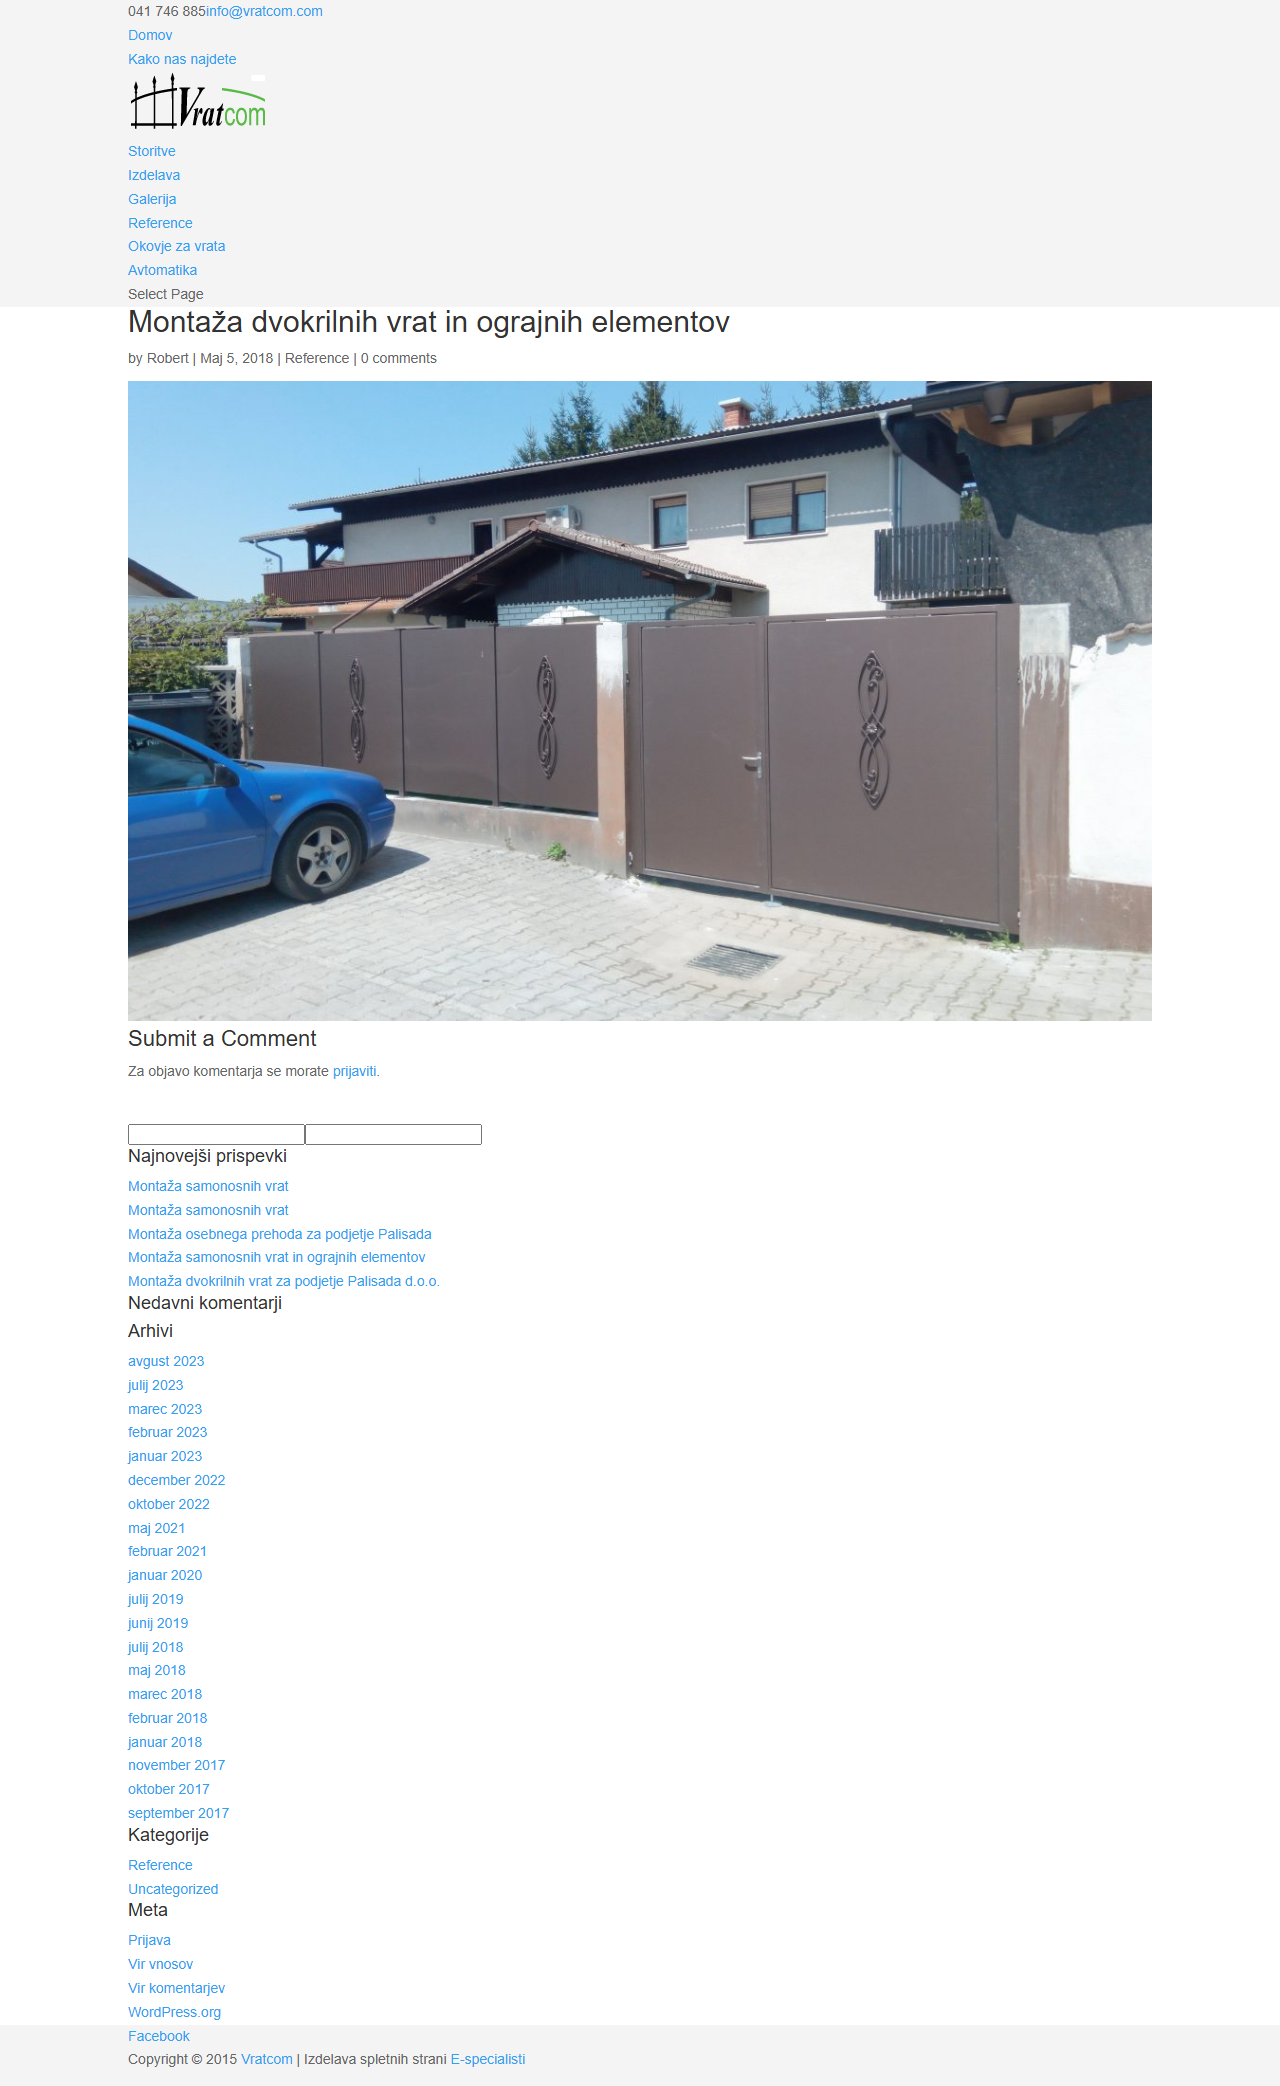 041 746 885info@vratcom.com
Domov
Kako nas najdete
Vratcom
Storitve
Izdelava
Galerija
Reference
Okovje za vrata
Avtomatika
Select Page
Montaža dvokrilnih vrat in ograjnih elementov
by Robert | Maj 5, 2018 | Reference | 0 comments
Submit a Comment
Za objavo komentarja se morate prijaviti.
Najnovejši prispevki
Montaža samonosnih vrat
Montaža samonosnih vrat
Montaža osebnega prehoda za podjetje Palisada
Montaža samonosnih vrat in ograjnih elementov
Montaža dvokrilnih vrat za podjetje Palisada d.o.o.
Nedavni komentarji
Arhivi
avgust 2023
julij 2023
marec 2023
februar 2023
januar 2023
december 2022
oktober 2022
maj 2021
februar 2021
januar 2020
julij 2019
junij 2019
julij 2018
maj 2018
marec 2018
februar 2018
januar 2018
november 2017
oktober 2017
september 2017
Kategorije
Reference
Uncategorized
Meta
Prijava
Vir vnosov
Vir komentarjev
WordPress.org
Facebook
Copyright © 2015 Vratcom | Izdelava spletnih strani E-specialisti